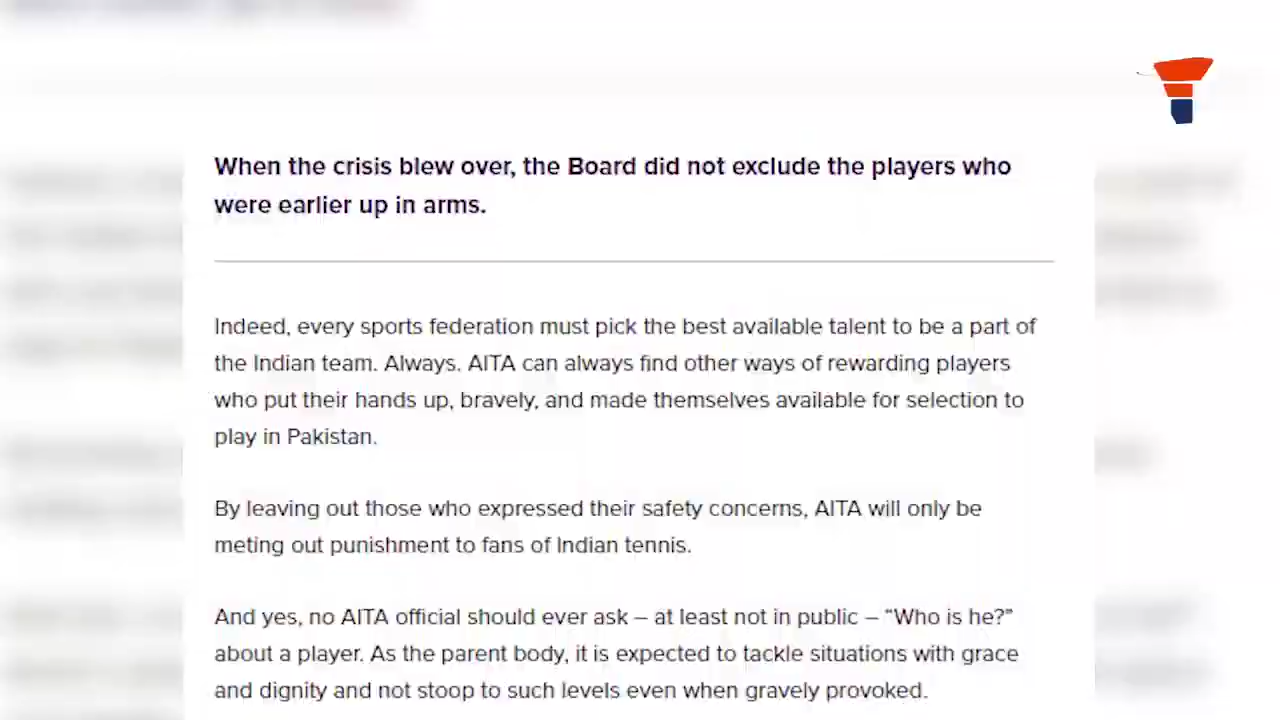 When the crisis blew over, the Board did not exclude the players who
were earlier up in arms.
Indeed, every sports federation must pick the best available talent to be a part of
the Indian team. Always. AITA can always find other ways of rewarding players
who put their hands up, bravely, and made themselves available for selection to
play in Pakistan.
By leaving out those who expressed their safety concerns, AITA will only be
meting out punishment to fans of Indian tennis.
And yes, no AITA official should ever ask – at least not in public – “Who is he?”
about a player. As the parent body, it is expected to tackle situations with grace
and dignity and not stoop to such levels even when gravely provoked.